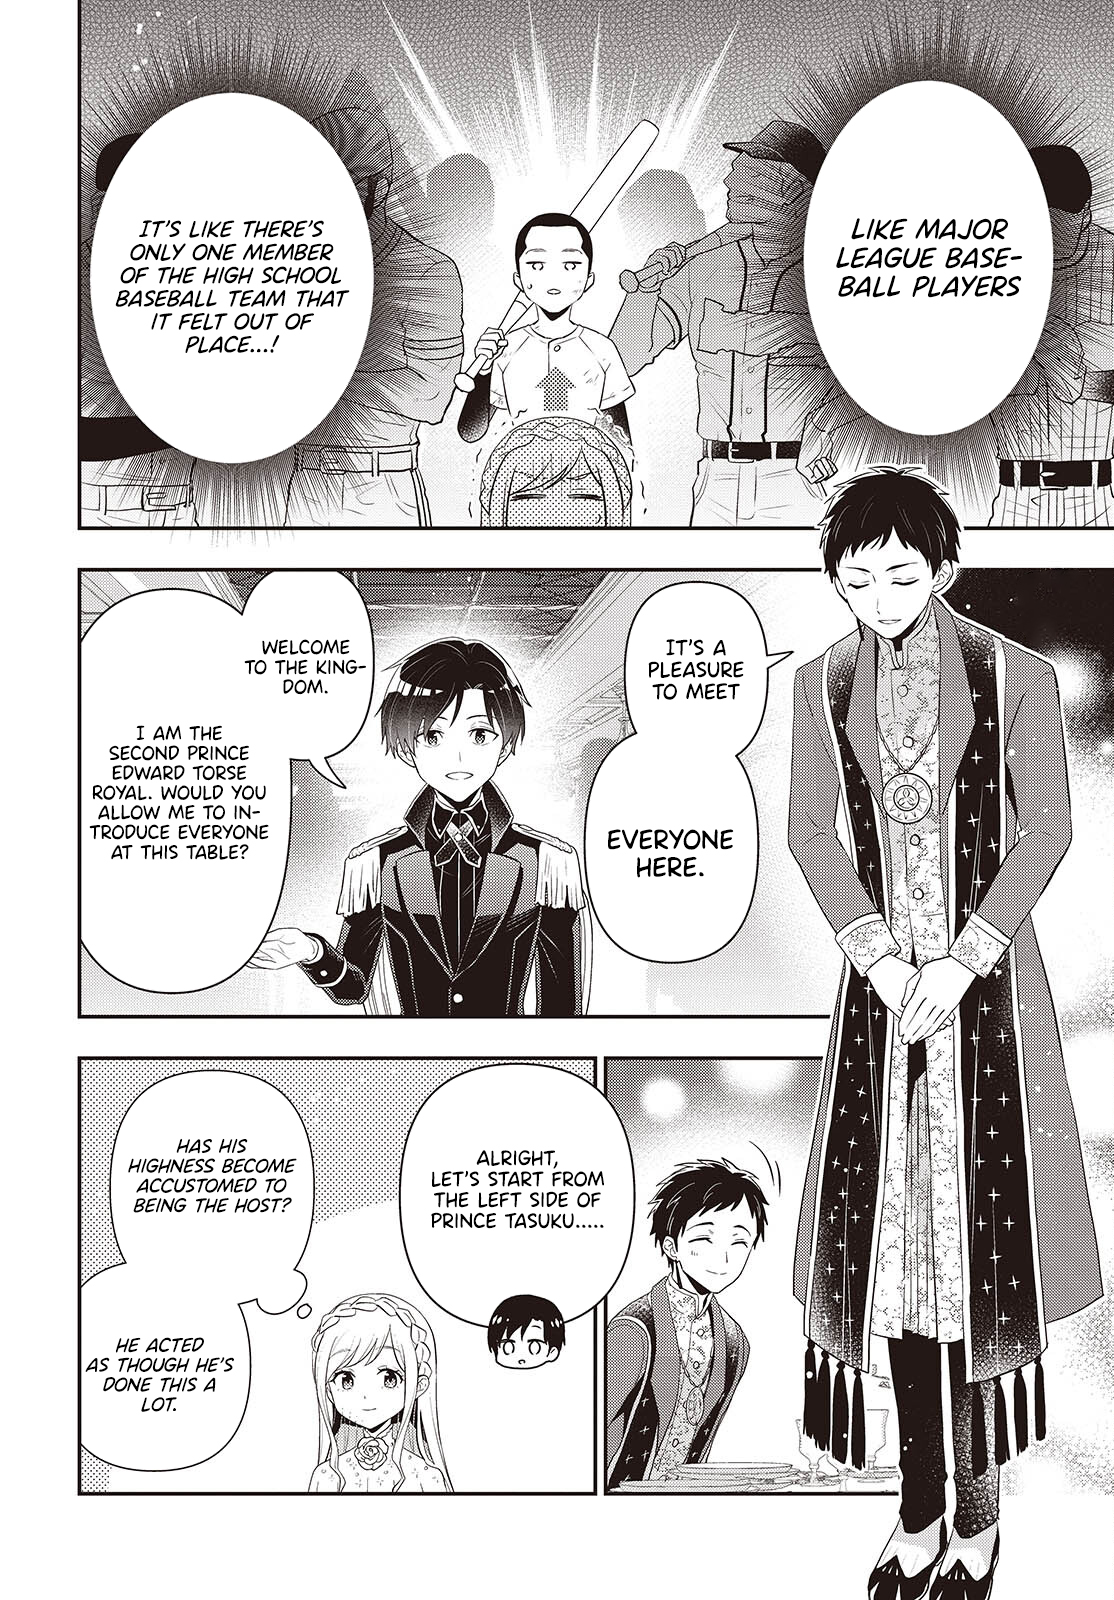 LIKE MAJOR
LEAGUE BASE-
BALL PLAYERS
IT'S LIKE THERE'S
ONLY ONE MEMBER
OF THE HIGH SCHOOL
BASEBALL TEAM THAT
IT FELT OUT OF
PLACE...!
IT'S A
PLEASURE
TO MEET
EVERYONE
HERE.
WELCOME
TO THE KING-
DOM.
I AM THE
SECOND PRINCE
EDWARD TORSE
ROYAL. WOULD YOU
ALLOW ME TO IN-
TRODUCE EVERYONE
AT THIS TABLE?
ALRIGHT,
LET'S START FROM
THE LEFT SIDE OF
PRINCE TASUKU.....
HAS HIS
HIGHNESS BECOME
ACCUSTOMED TO
BEING THE HOST?
HE ACTED
AS THOUGH HE'S
DONE THIS A
LOT.